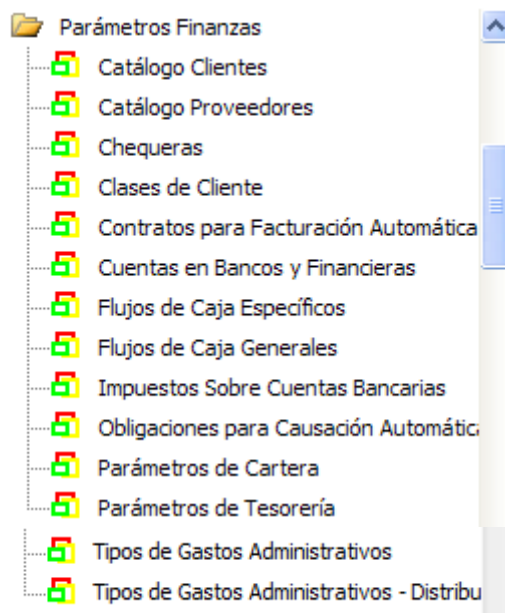 Parámetros Finanzas
Catálogo Clientes
Catálogo Proveedores
Chequeras
Clases de Cliente
Contratos para Facturación Automática
Cuentas en Bancos y Financieras
Flujos de Caja Específicos
Flujos de Caja Generales
Impuestos Sobre Cuentas Bancarias
Obligaciones para Causación Automátic
Parámetros de Cartera
Parámetros de Tesorería
Tipos de Gastos Administrativos
Tipos de Gastos Administrativos - Distribu